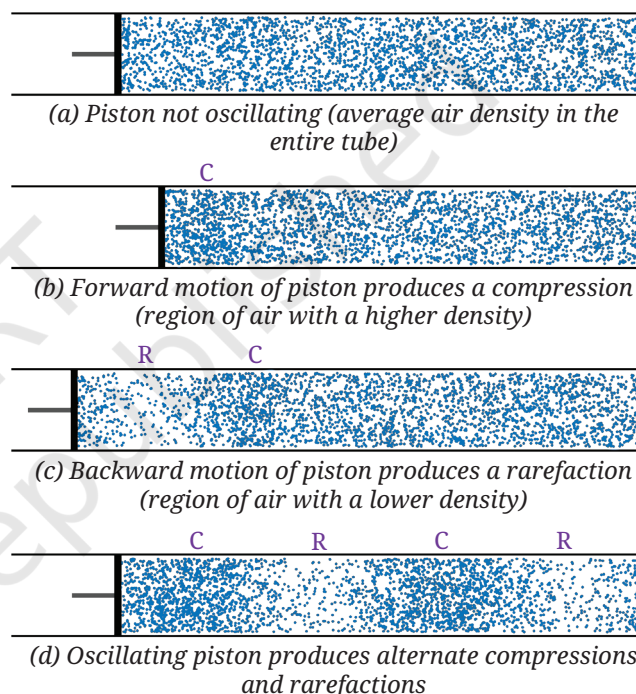 (a) Piston not oscillating (average air density in the
entire tube)
C
(b) Forward motion of piston produces a compression
(region of air with a higher density)
R C
(c) Backward motion of piston produces a rarefaction
(region of air with a lower density)
C R C R
(d) Oscillating piston produces alternate compressions
and rarefactions